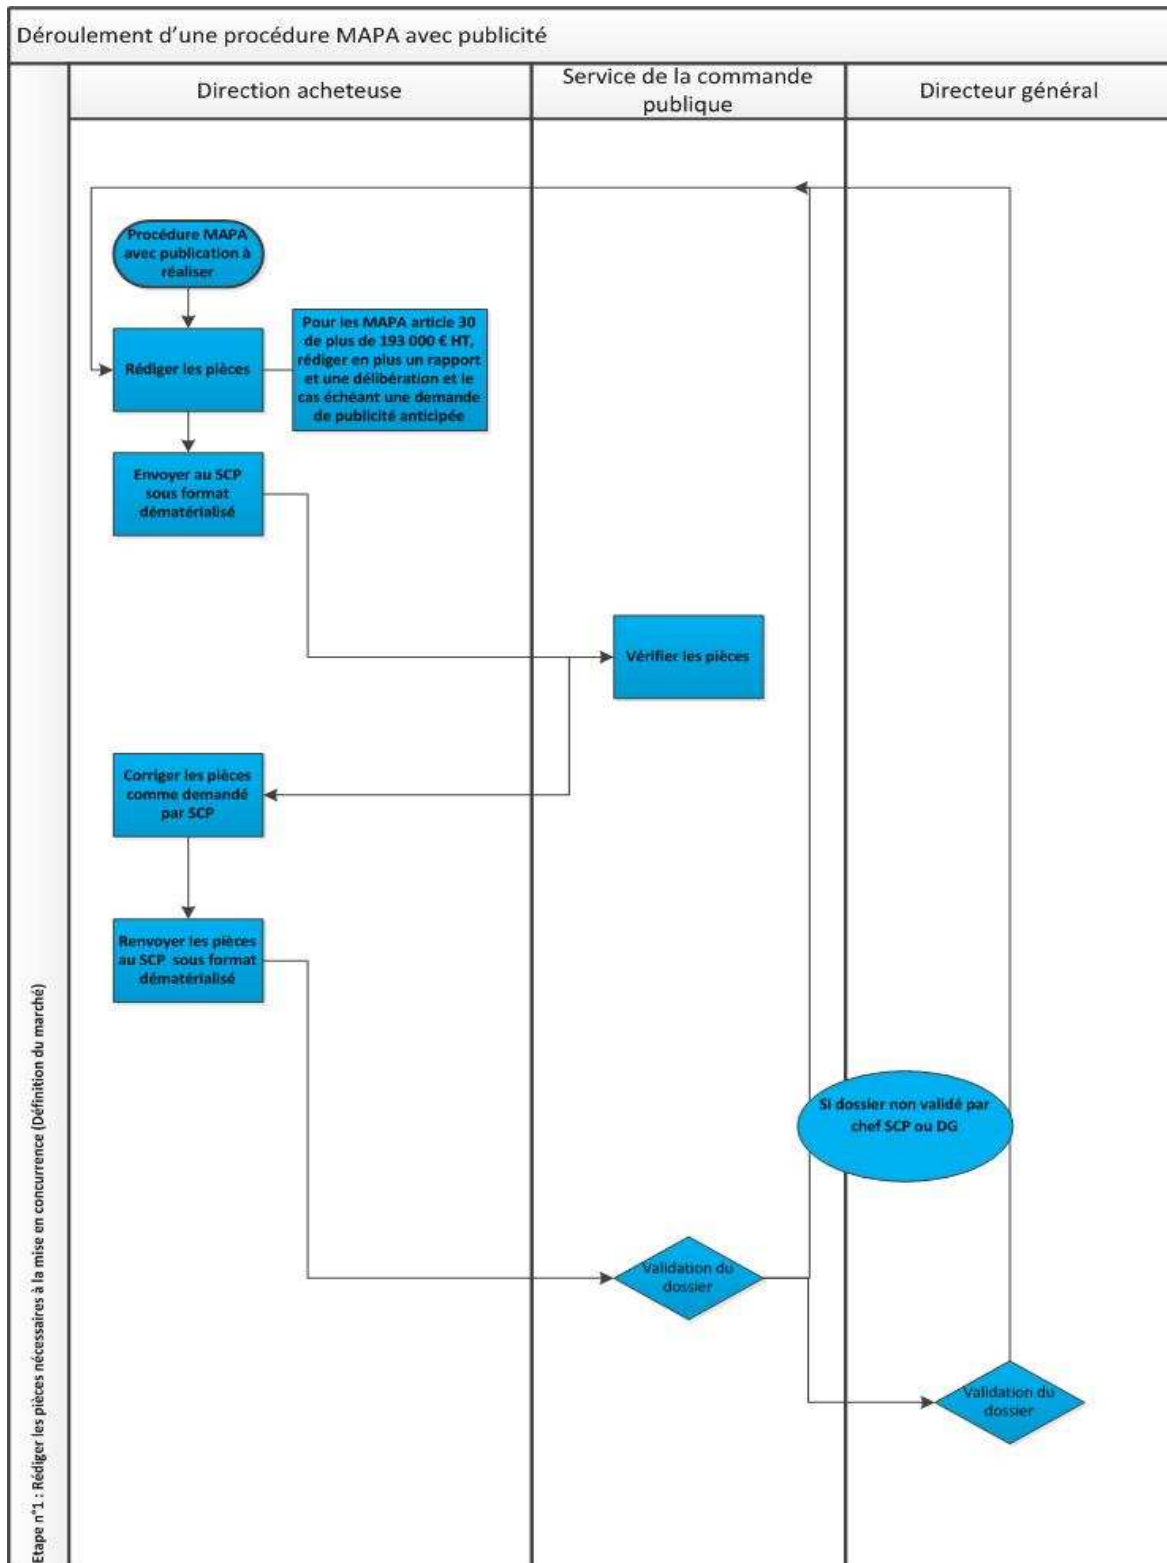 Déroulement d'une procédure MAPA avec publicité
Direction acheteuse
Service de la commande
publique
Directeur général
Procédure MAPA
avec publication à
réaliser
Rédiger les pièces
Pour les MAPA article 30
de plus de 193 000 € HT,
rédiger en plus un rapport
et une délibération et le
cas échéant une demande
de publicité anticipée
Envoyer au SCP
sous format
dématérialisé
Vérifier les pièces
Corriger les pièces
comme demandé
par SCP
Renvoyer les pièces
au SCP sous format
dématérialisé
Si dossier non validé par
chef SCP ou DG
Validation du
dossier
Validation du
dossier
Etape n°1 : Rédiger les pièces nécessaires à la mise en concurrence (Définition du marché)